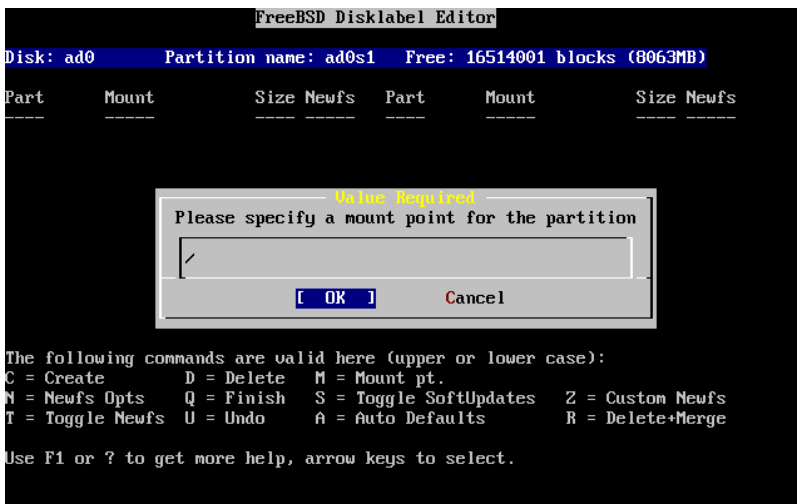 FreeBSD Disklabel Editor
Disk: ad0 Partition name: ad0s1 Free: 16514001 blocks (8063MB)
Part Mount Size Newfs Part Mount Size Newfs
---- ----- ---- ----- ---- ----- ---- -----
Value Required
Please specify a mount point for the partition
/
[ OK ] Cancel
The following commands are valid here (upper or lower case):
C = Create D = Delete M = Mount pt.
N = Newfs Opts Q = Finish S = Toggle SoftUpdates Z = Custom Newfs
T = Toggle Newfs U = Undo A = Auto Defaults R = Delete+Merge
Use F1 or ? to get more help, arrow keys to select.